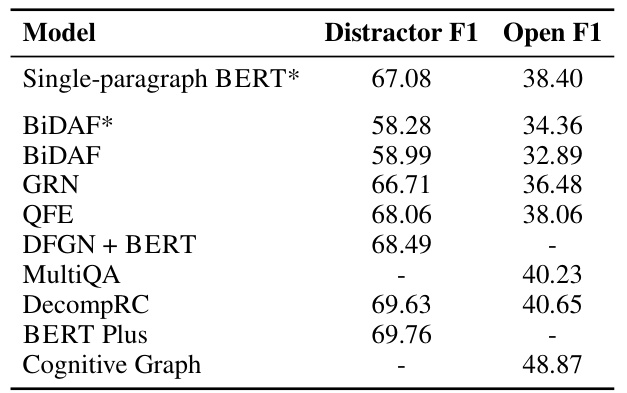 Model Distractor F1 Open F1
Single-paragraph BERT* 67.08 38.40
BiDAF* 58.28 34.36
BiDAF 58.99 32.89
GRN 66.71 36.48
QFE 68.06 38.06
DFGN + BERT 68.49 -
MultiQA - 40.23
DecompRC 69.63 40.65
BERT Plus 69.76 -
Cognitive Graph - 48.87